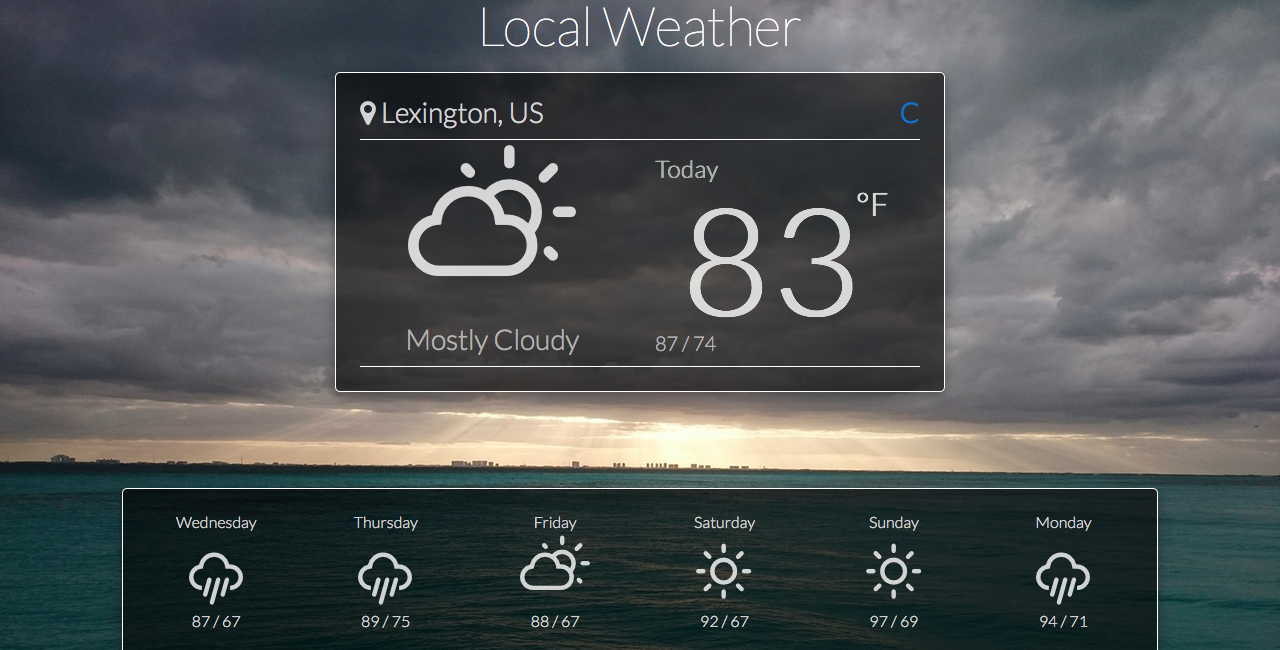 Local Weather
Lexington, US
C
Today
83 °F
Mostly Cloudy
87 / 74
Wednesday Thursday Friday Saturday Sunday Monday
87 / 67 89 / 75 88 / 67 92 / 67 97 / 69 94 / 71